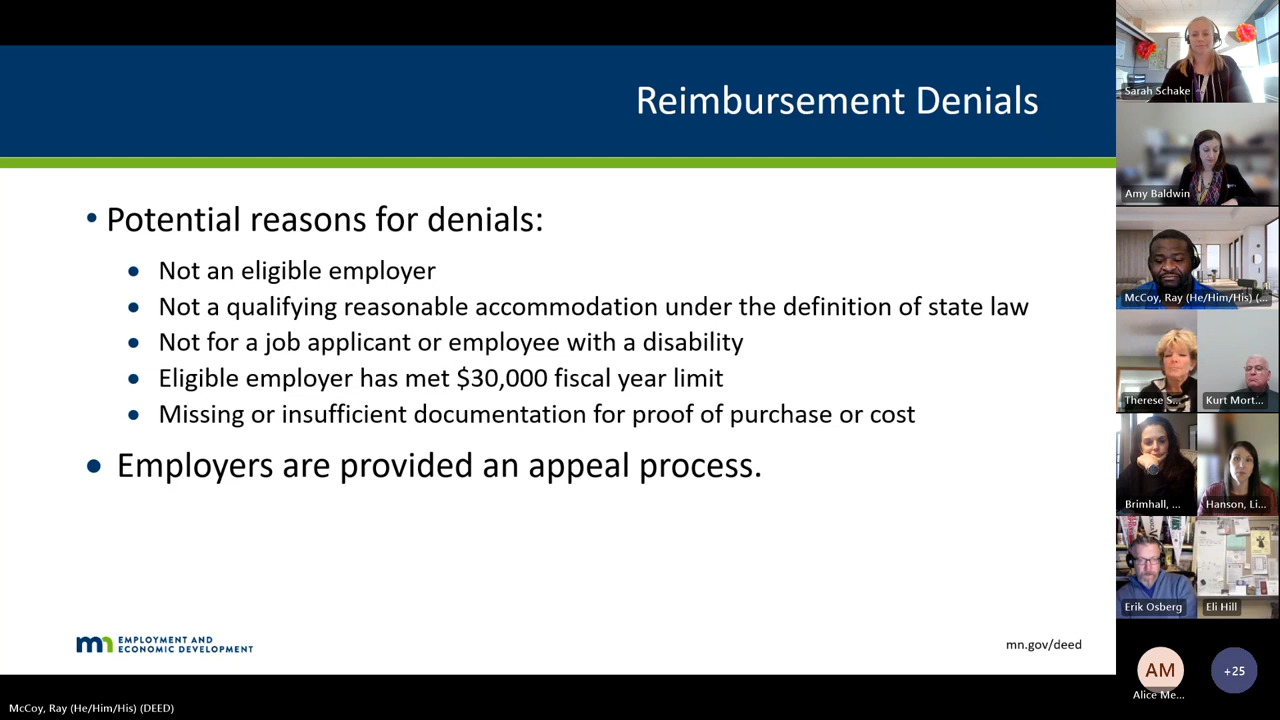 Reimbursement Denials
• Potential reasons for denials:
• Not an eligible employer
• Not a qualifying reasonable accommodation under the definition of state law
• Not for a job applicant or employee with a disability
• Eligible employer has met $30,000 fiscal year limit
• Missing or insufficient documentation for proof of purchase or cost
• Employers are provided an appeal process.
mn EMPLOYMENT AND
ECONOMIC DEVELOPMENT
mn.gov/deed
McCoy, Ray (He/Him/His) (DEED)
Sarah Schake
Amy Baldwin
McCoy, Ray (He/Him/His) (...
Therese S...
Kurt Mort...
Brimhall, ...
Hanson, Li...
Erik Osberg
Eli Hill
AM
+25
Alice Me...